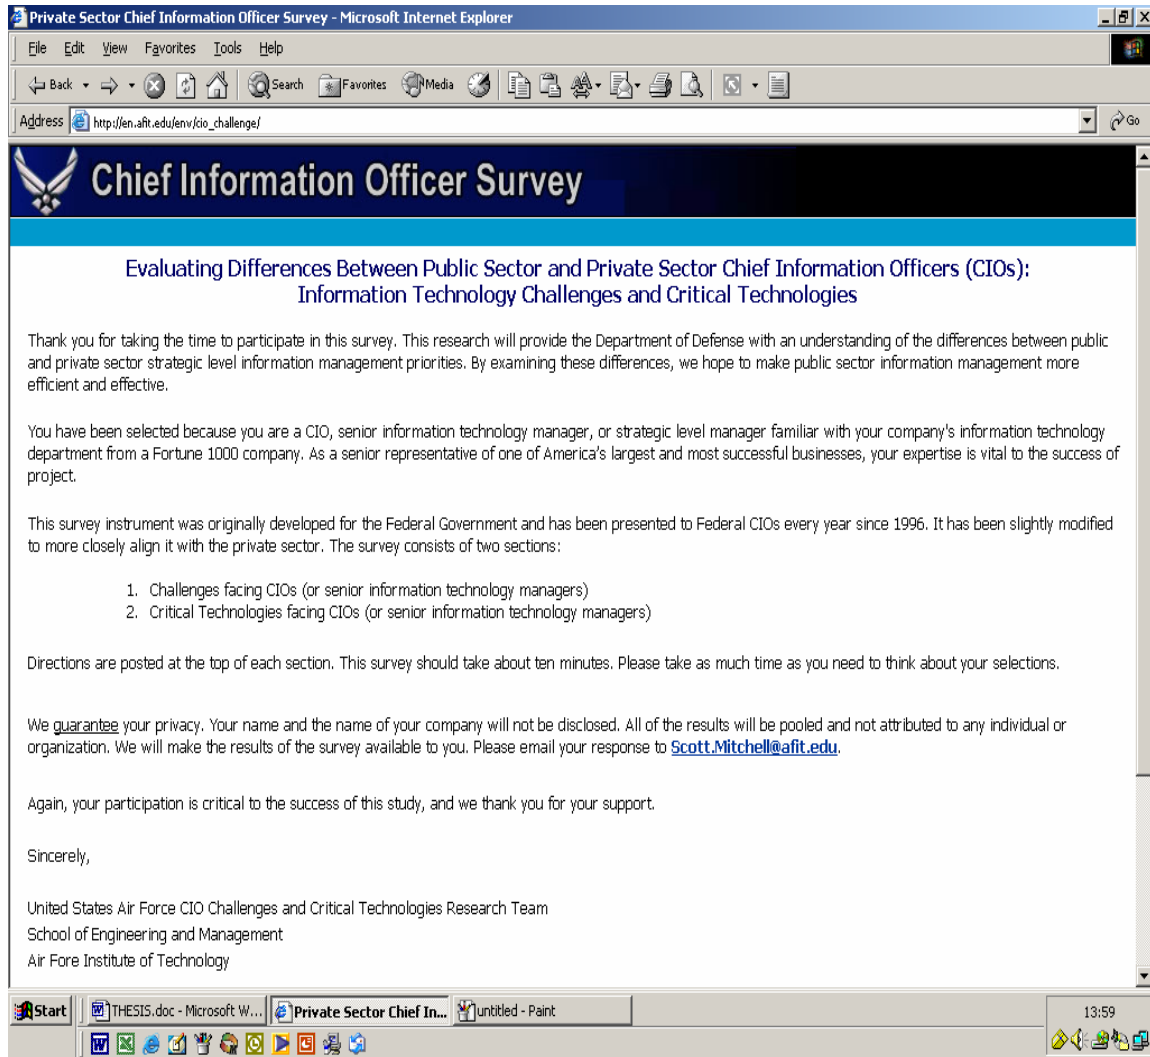 Private Sector Chief Information Officer Survey - Microsoft Internet Explorer
File Edit View Favorites Tools Help
Back Search Favorites Media
Address http://en.afit.edu/env/cio_challenge/ Go
Chief Information Officer Survey
Evaluating Differences Between Public Sector and Private Sector Chief Information Officers (CIOs):
Information Technology Challenges and Critical Technologies
Thank you for taking the time to participate in this survey. This research will provide the Department of Defense with an understanding of the differences between public
and private sector strategic level information management priorities. By examining these differences, we hope to make public sector information management more
efficient and effective.
You have been selected because you are a CIO, senior information technology manager, or strategic level manager familiar with your company's information technology
department from a Fortune 1000 company. As a senior representative of one of America's largest and most successful businesses, your expertise is vital to the success of
project.
This survey instrument was originally developed for the Federal Government and has been presented to Federal CIOs every year since 1996. It has been slightly modified
to more closely align it with the private sector. The survey consists of two sections:
1. Challenges facing CIOs (or senior information technology managers)
2. Critical Technologies facing CIOs (or senior information technology managers)
Directions are posted at the top of each section. This survey should take about ten minutes. Please take as much time as you need to think about your selections.
We guarantee your privacy. Your name and the name of your company will not be disclosed. All of the results will be pooled and not attributed to any individual or
organization. We will make the results of the survey available to you. Please email your response to Scott.Mitchell@afit.edu.
Again, your participation is critical to the success of this study, and we thank you for your support.
Sincerely,
United States Air Force CIO Challenges and Critical Technologies Research Team
School of Engineering and Management
Air Fore Institute of Technology
Start THESIS.doc - Microsoft W... Private Sector Chief In... untitled - Paint 13:59